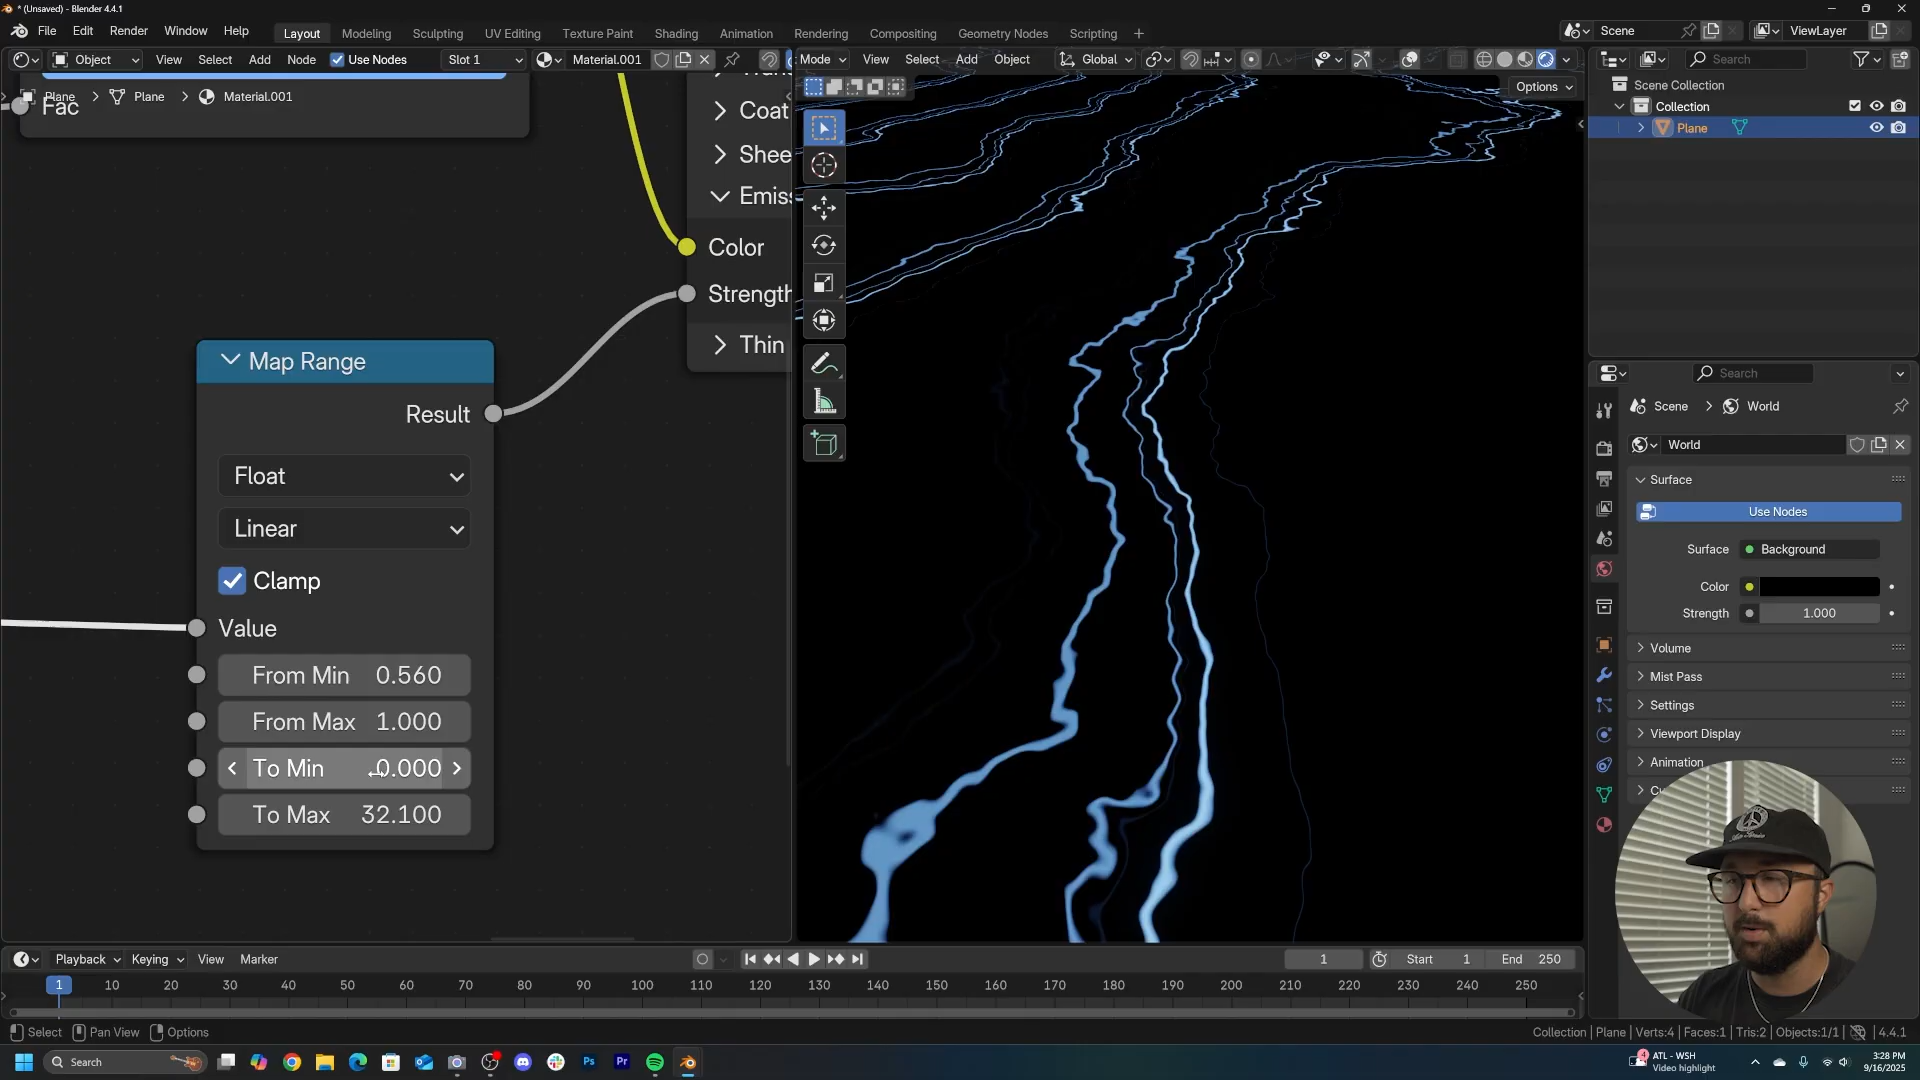 * (Unsaved) - Blender 4.4.1
File Edit Render Window Help Layout Modeling Sculpting UV Editing Texture Paint Shading Animation Rendering Compositing Geometry Nodes Scripting + Scene ViewLayer
Object View Select Add Node Use Nodes Slot 1 Material.001 Mode View Select Add Object Global Search
Options
Plane > Plane > Material.001
Fac
Scene Collection
Collection
Plane
Coat
Shee
Emis
Color
Strength
Thin
Map Range
Result
Float
Linear
Clamp
Value
From Min 0.560
From Max 1.000
To Min 0.000
To Max 32.100
Search
Scene > World
World
Surface
Use Nodes
Surface Background
Color
Strength 1.000
Volume
Mist Pass
Settings
Viewport Display
Animation
Playback Keying View Marker 1 Start 1 End 250
1 10 20 30 40 50 60 70 80 90 100 110 120 130 140 150 160 170 180 190 200 210 220 230 240 250
Select Pan View Options Collection | Plane | Verts:4 | Faces:1 | Tris:2 | Objects:1/1 | 4.4.1
Search Ps Pr 4 ATL - WSH 3:28 PM
Video highlight 9/16/2025